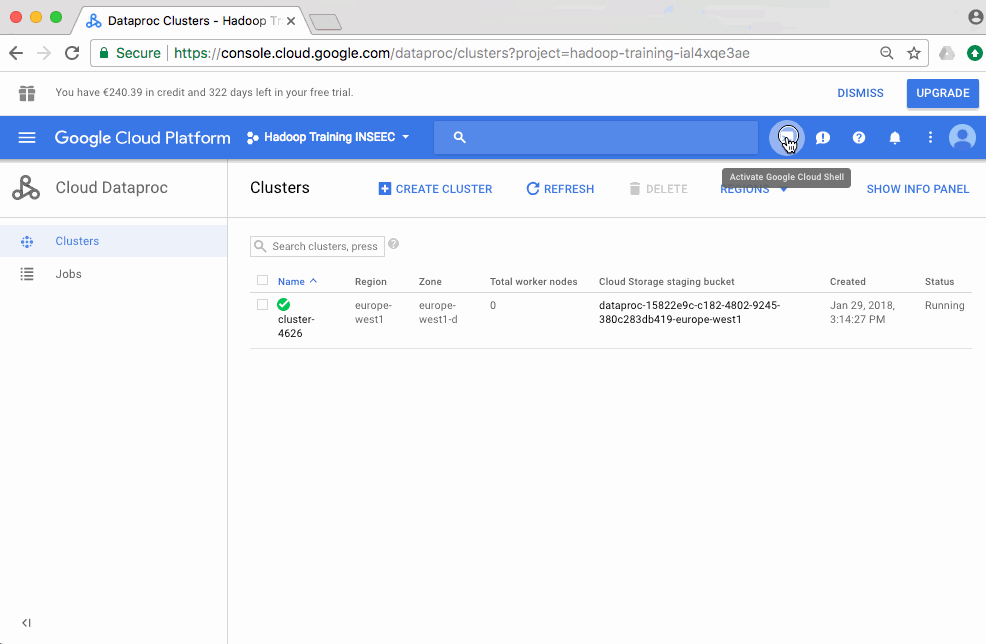 Dataproc Clusters - Hadoop Tr
Secure https://console.cloud.google.com/dataproc/clusters?project=hadoop-training-ial4xqe3ae
You have €240.39 in credit and 322 days left in your free trial.
DISMISS
UPGRADE
Google Cloud Platform
Hadoop Training INSEEC
Activate Google Cloud Shell
Cloud Dataproc
Clusters
CREATE CLUSTER
REFRESH
DELETE
REGIONS
SHOW INFO PANEL
Clusters
Jobs
Search clusters, press
Name Region Zone Total worker nodes Cloud Storage staging bucket Created Status
europe- europe- 0 dataproc-15822e9c-c182-4802-9245- Jan 29, 2018, Running
cluster- west1 west1-d 380c283db419-europe-west1 3:14:27 PM
4626